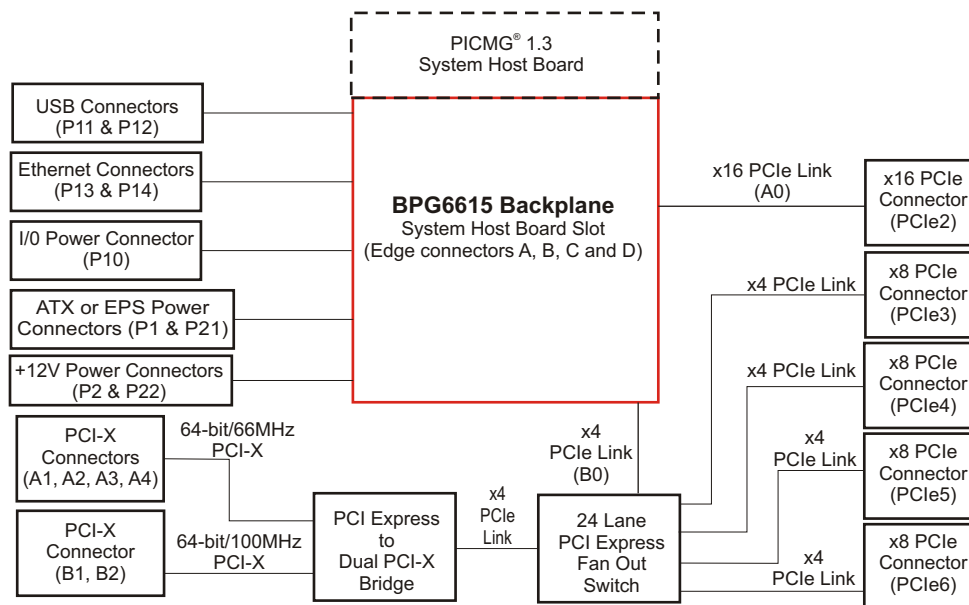 PICMG® 1.3
System Host Board
USB Connectors
(P11 & P12)
Ethernet Connectors
(P13 & P14)
I/0 Power Connector
(P10)
ATX or EPS Power
Connectors (P1 & P21)
+12V Power Connectors
(P2 & P22)
BPG6615 Backplane
System Host Board Slot
(Edge connectors A, B, C and D)
x16 PCIe Link
(A0)
x16 PCIe
Connector
(PCIe2)
x4 PCIe Link
x8 PCIe
Connector
(PCIe3)
x4 PCIe Link
x8 PCIe
Connector
(PCIe4)
x4
PCIe Link
x8 PCIe
Connector
(PCIe5)
x4
PCIe Link
x8 PCIe
Connector
(PCIe6)
x4
PCIe Link
(B0)
PCI-X
Connectors
(A1, A2, A3, A4)
64-bit/66MHz
PCI-X
PCI-X
Connector
(B1, B2)
64-bit/100MHz
PCI-X
PCI Express
to
Dual PCI-X
Bridge
x4
PCIe
Link
24 Lane
PCI Express
Fan Out
Switch